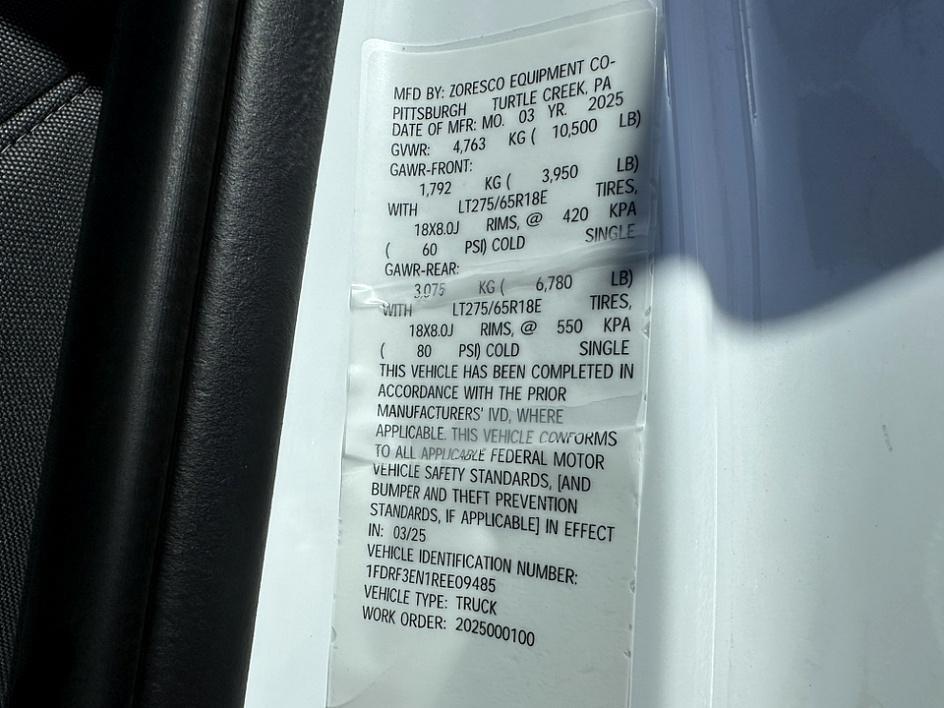 MFD BY: ZORESCO EQUIPMENT CO-
PITTSBURGH TURTLE CREEK, PA
DATE OF MFR: MO. 03 YR. 2025
GVWR: 4,763 KG ( 10,500 LB)
GAWR-FRONT:
1,792 KG ( 3,950 LB)
WITH LT275/65R18E TIRES,
18X8.0J RIMS, @ 420 KPA
( 60 PSI) COLD SINGLE
GAWR-REAR:
3,075 KG ( 6,780 LB)
WITH LT275/65R18E TIRES,
18X8.0J RIMS, @ 550 KPA
( 80 PSI) COLD SINGLE
THIS VEHICLE HAS BEEN COMPLETED IN
ACCORDANCE WITH THE PRIOR
MANUFACTURERS' IVD, WHERE
APPLICABLE. THIS VEHICLE CONFORMS
TO ALL APPLICABLE FEDERAL MOTOR
VEHICLE SAFETY STANDARDS, [AND
BUMPER AND THEFT PREVENTION
STANDARDS, IF APPLICABLE] IN EFFECT
IN: 03/25
VEHICLE IDENTIFICATION NUMBER:
1FDRF3EN1REE09485
VEHICLE TYPE: TRUCK
WORK ORDER: 2025000100